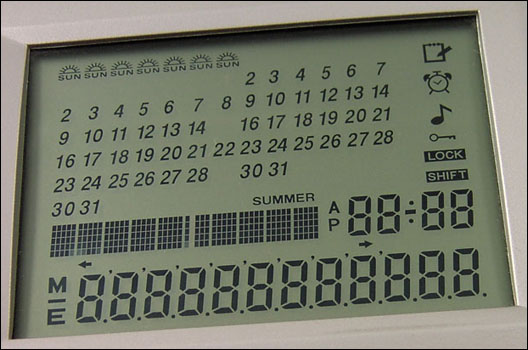 SUN SUN SUN SUN SUN SUN SUN
2 3 4 5 6 7
2 3 4 5 6 7 8 9 10 11 12 13 14
9 10 11 12 13 14 16 17 18 19 20 21
16 17 18 19 20 21 22 23 24 25 26 27 28
23 24 25 26 27 28 30 31
30 31
LOCK
SHIFT
SUMMER
A
P
88:88
M
E
8.8.8.8.8.8.8.8.8.8.8.8.